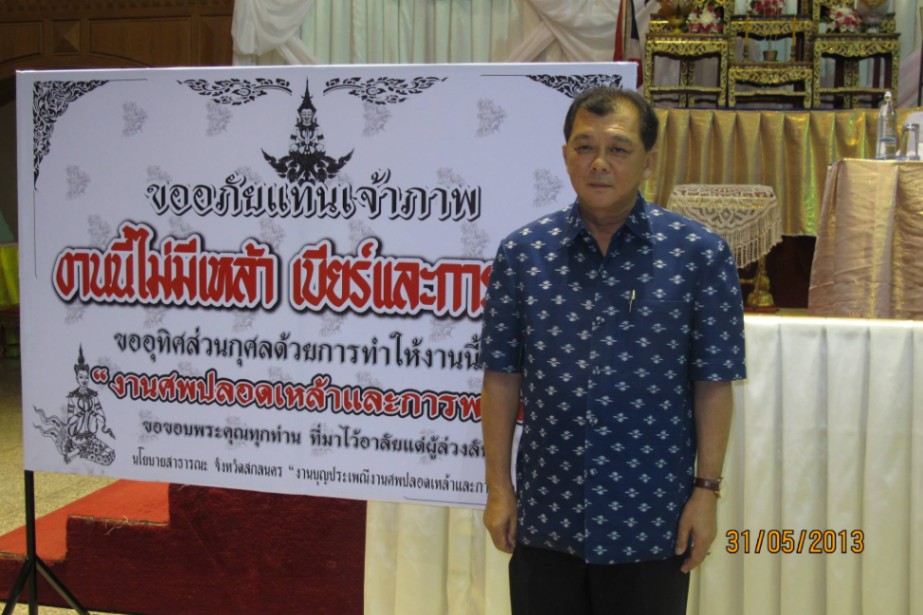 ขออภัยแทนเจ้าภาพ
งานนี้ไม่มีเหล้า เบียร์และการ
ขออุทิศส่วนกุศลด้วยการทำให้งานนี้
“งานศพปลอดเหล้าและการพ
ขอขอบพระคุณทุกท่าน ที่มาไว้อาลัยแด่ผู้ล่วงลั
นโยบายสาธารณะ จังหวัดสกลนคร “งานบุญประเพณีงานศพปลอดเหล้าและกา
31/05/2013